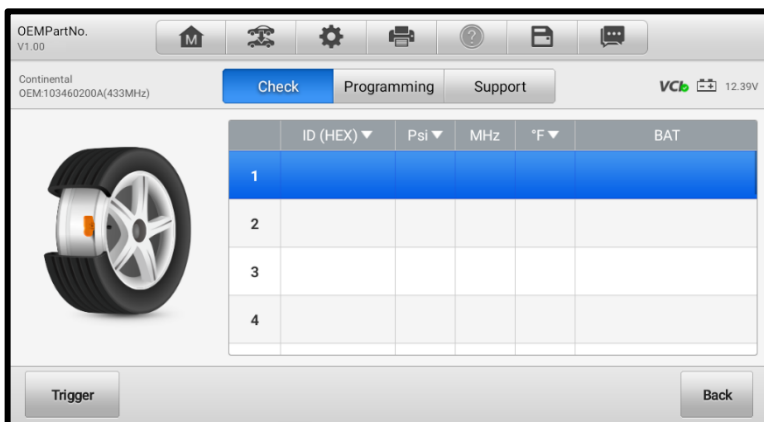 OEMPartNo.
V1.00
M
?
Continental
OEM:103460200A(433MHz)
Check
Programming
Support
VCI
12.39V
ID (HEX) ▼
Psi ▼
MHz
°F ▼
BAT
1
2
3
4
Trigger
Back